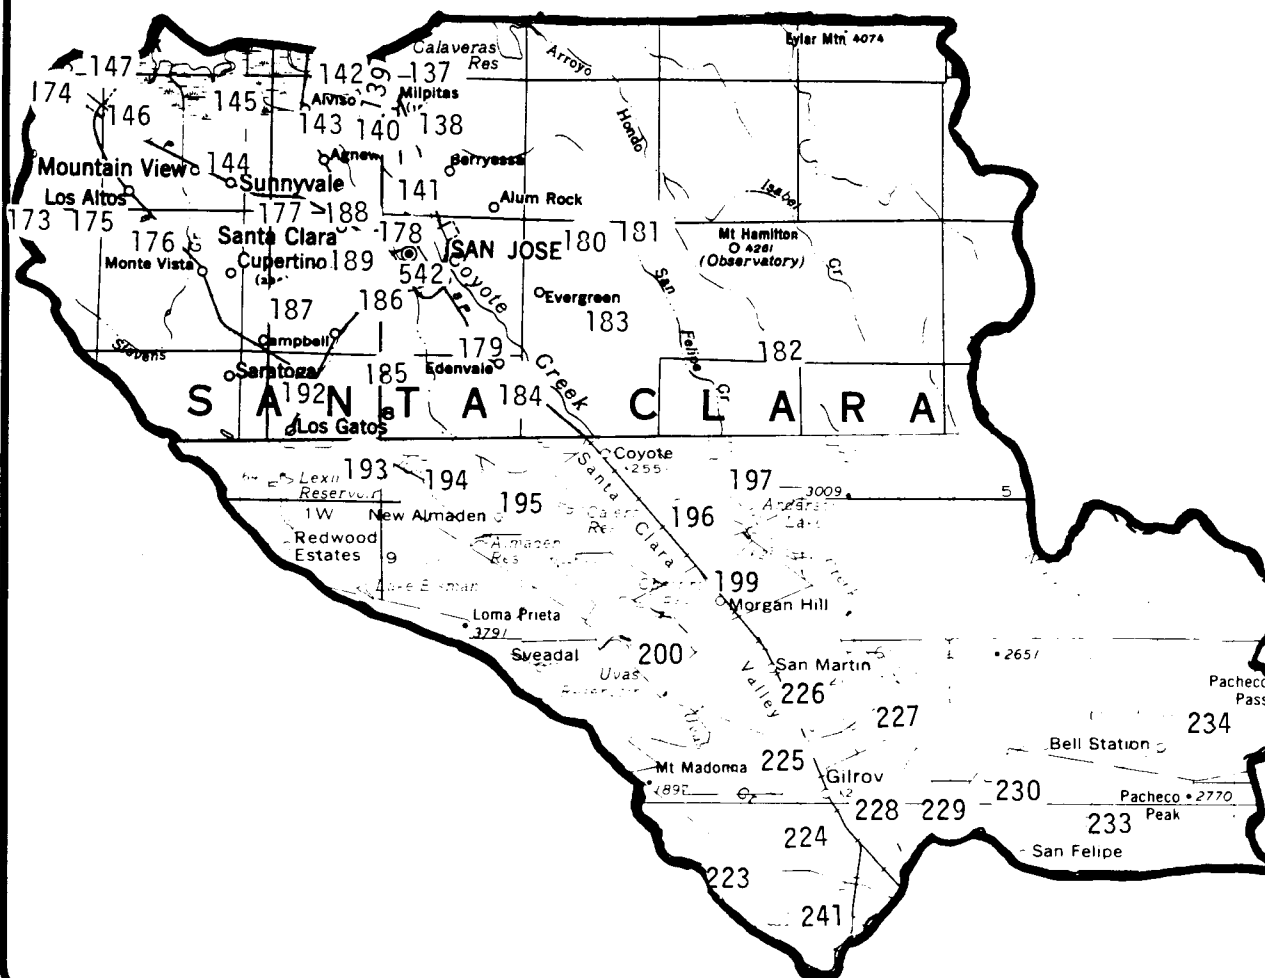 Calaveras
Res
Arroyo
Eylar Mtn 4074
147
142
139
137
174
145
Alviso
Milpitas
146
143
140
138
Hondo
Mountain View
144
Agnew
Berryessa
Sunnyvale
141
Isabel
Los Altos
Alum Rock
173
175
177
188
176
Santa Clara
178
SAN JOSE
180
181
Mt Hamilton
4261
(Observatory)
Monte Vista
Cupertino
189
542
Coyote
San
Cr
187
186
Evergreen
183
Campbell
S P
Felipe
Stevens
179
182
Saratoga
185
Edenvale
Creek
Cr
192
184
SANTA CLARA
8
Los Gatos
193
194
Coyote
255
Santa Clara
197
Reservoir
195
3009
5
1W
New Almaden
196
Redwood
Estates
9
Almaden
Res
199
Morgan Hill
Loma Prieta
3791
Sveadal
200
2651
Uvas
San Martin
Valley
226
Pacheco
Pass
227
234
Bell Station
Mt Madonna
225
Gilroy
230
Pacheco
Peak
2770
228
229
233
224
San Felipe
223
241